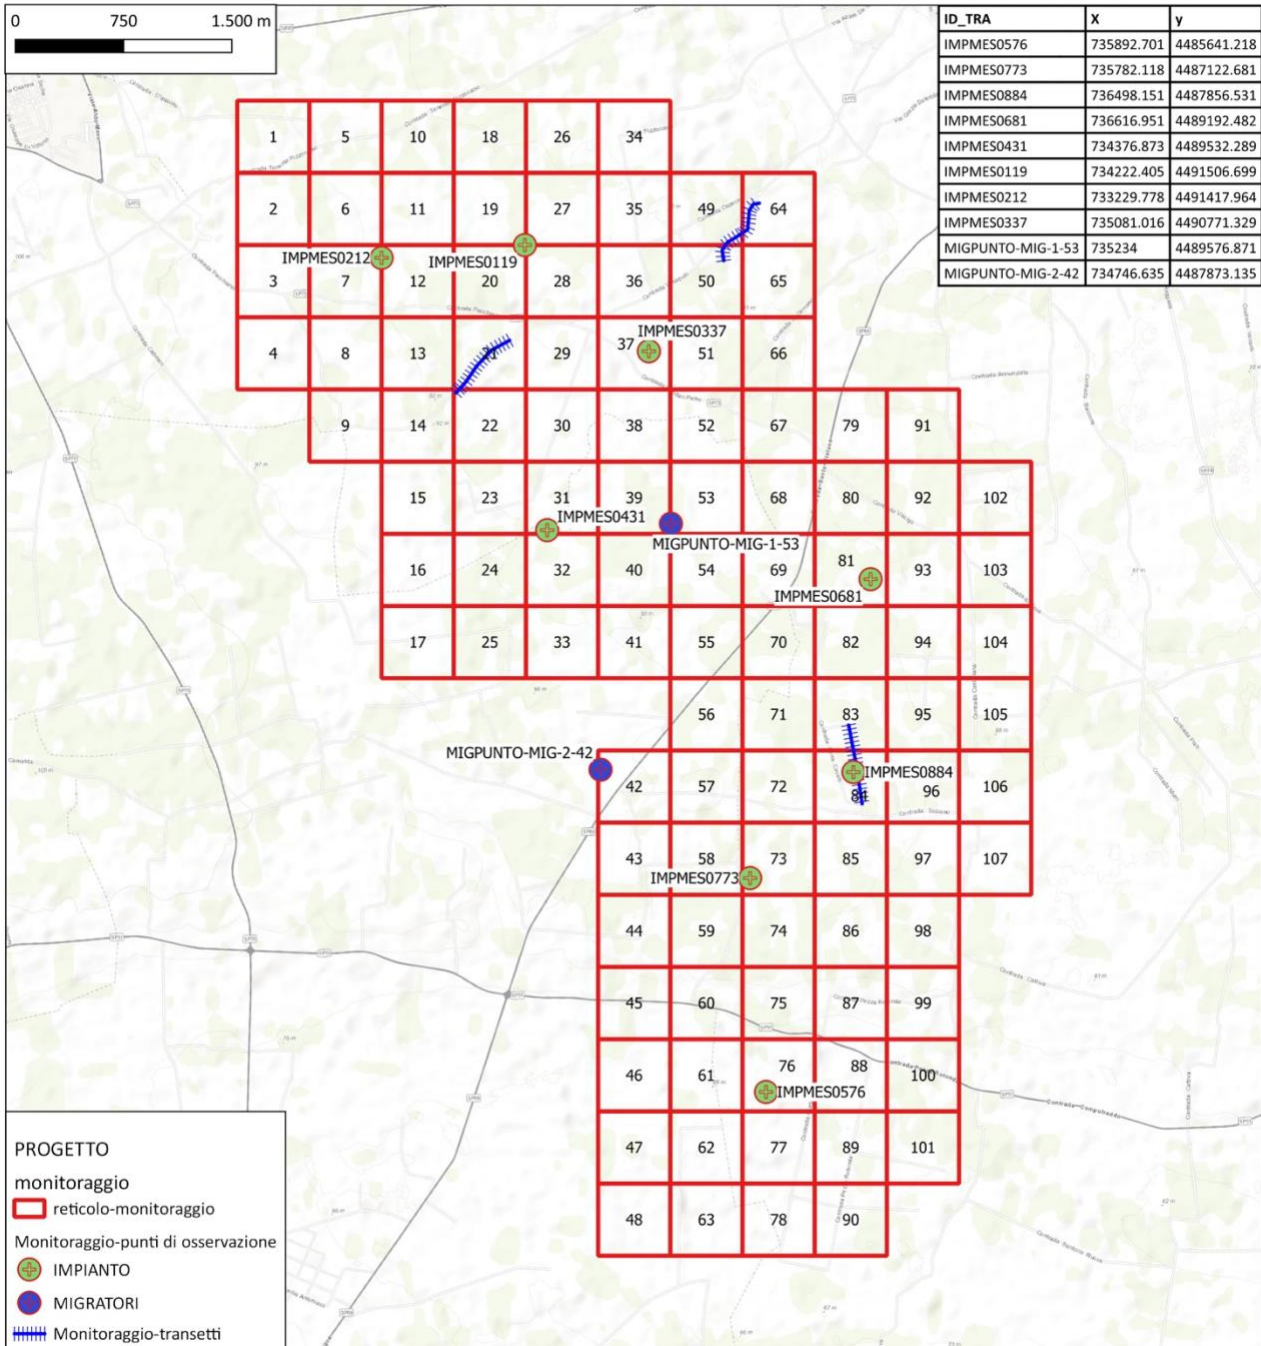 0 750 1.500 m
ID_TRA X y
IMPMES0576 735892.701 4485641.218
IMPMES0773 735782.118 4487122.681
IMPMES0884 736498.151 4487856.531
IMPMES0681 736616.951 4489192.482
IMPMES0431 734376.873 4489532.289
IMPMES0119 734222.405 4491506.699
IMPMES0212 733229.778 4491417.964
IMPMES0337 735081.016 4490771.329
MIGPUNTO-MIG-1-53 735234 4489576.871
MIGPUNTO-MIG-2-42 734746.635 4487873.135
1 5 10 18 26 34
2 6 11 19 27 35 49 64
IMPMES0212 IMPMES0119
3 7 12 20 28 36 50 65
IMPMES0337
4 8 13 29 37 51 66
9 14 22 30 38 52 67 79 91
15 23 31 39 53 68 80 92 102
IMPMES0431
MIGPUNTO-MIG-1-53
16 24 32 40 54 69 81 93 103
IMPMES0681
17 25 33 41 55 70 82 94 104
56 71 83 95 105
MIGPUNTO-MIG-2-42
IMPMES0884
42 57 72 84 96 106
43 58 73 85 97 107
IMPMES0773
44 59 74 86 98
45 60 75 87 99
46 61 76 88 100
IMPMES0576
47 62 77 89 101
48 63 78 90
PROGETTO
monitoraggio
reticolo-monitoraggio
Monitoraggio-punti di osservazione
IMPIANTO
MIGRATORI
Monitoraggio-transetti